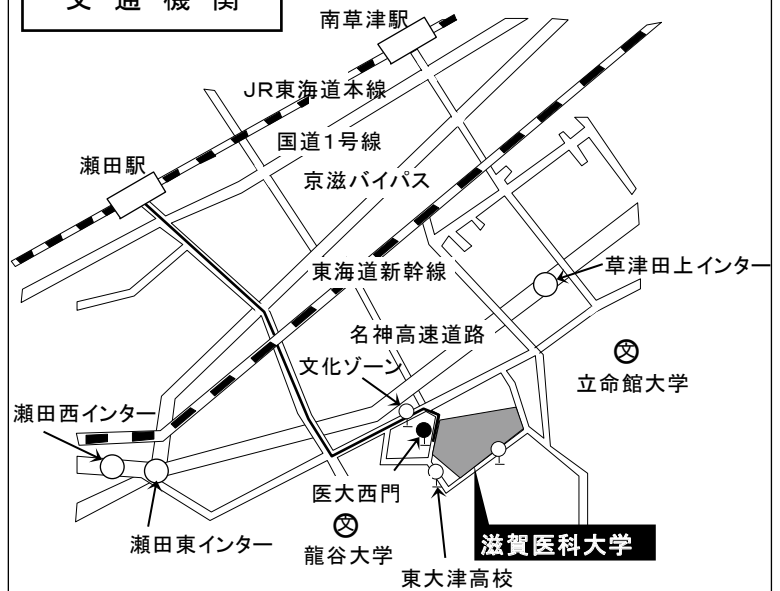 交通機関
南草津駅
JR東海道本線
国道1号線
瀬田駅
京滋バイパス
東海道新幹線
草津田上インター
名神高速道路
文化ゾーン
文
立命館大学
瀬田西インター
医大西門
文
瀬田東インター
龍谷大学
滋賀医科大学
東大津高校